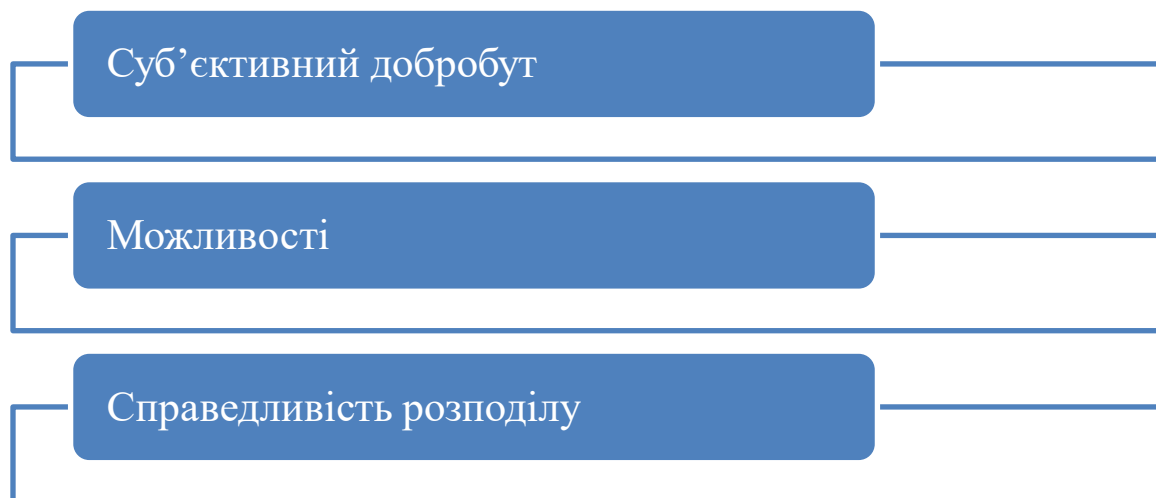 Суб’єктивний добробут
Можливості
Справедливість розподілу